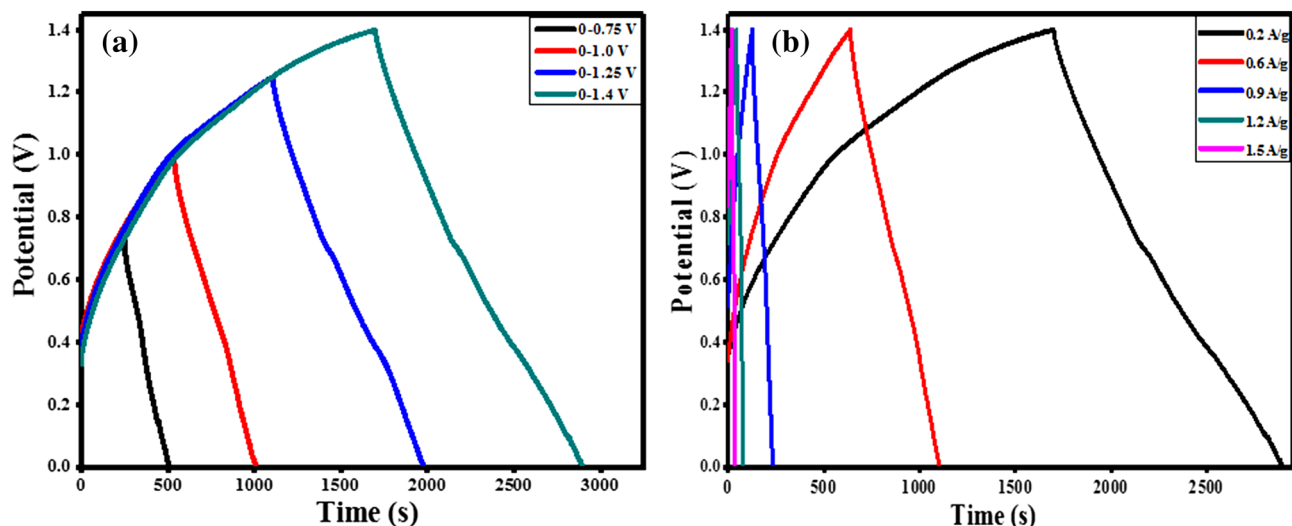 (a)
0-0.75 V
0-1.0 V
0-1.25 V
0-1.4 V
1.4
1.2
1.0
0.8
0.6
0.4
0.2
0.0
Potential (V)
0 500 1000 1500 2000 2500 3000
Time (s)
(b)
0.2 A/g
0.6 A/g
0.9 A/g
1.2 A/g
1.5 A/g
1.4
1.2
1.0
0.8
0.6
0.4
0.2
0.0
Potential (V)
0 500 1000 1500 2000 2500
Time (s)